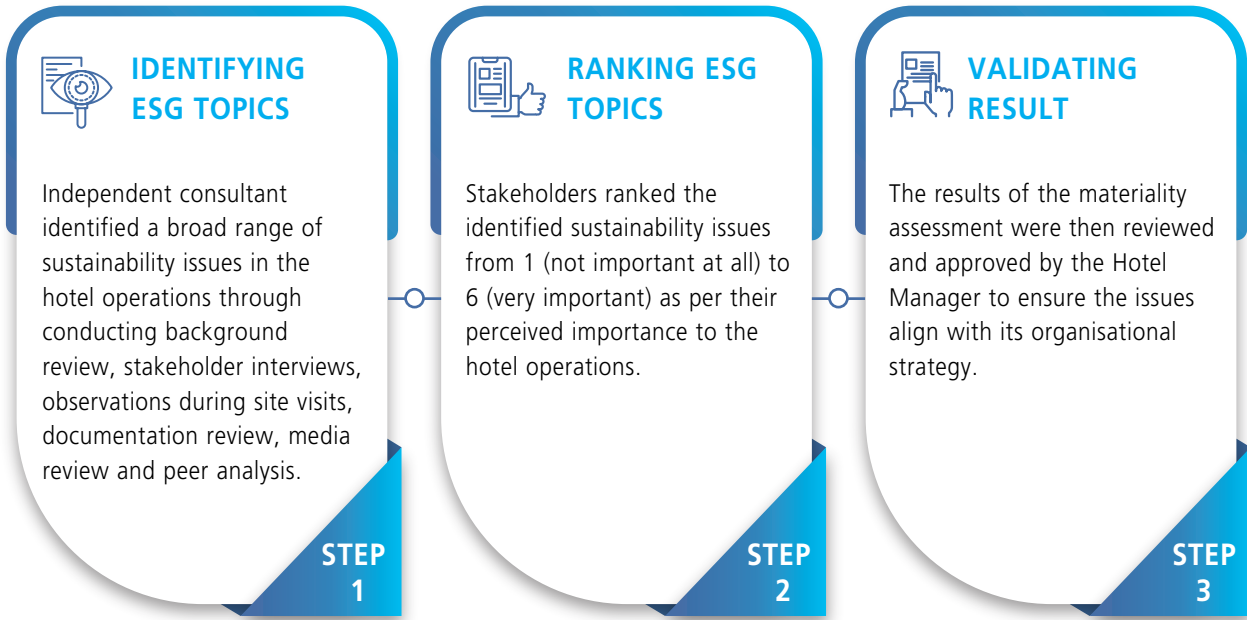 IDENTIFYING
ESG TOPICS
Independent consultant
identified a broad range of
sustainability issues in the
hotel operations through
conducting background
review, stakeholder interviews,
observations during site visits,
documentation review, media
review and peer analysis.
STEP
1
RANKING ESG
TOPICS
Stakeholders ranked the
identified sustainability issues
from 1 (not important at all) to
6 (very important) as per their
perceived importance to the
hotel operations.
STEP
2
VALIDATING
RESULT
The results of the materiality
assessment were then reviewed
and approved by the Hotel
Manager to ensure the issues
align with its organisational
strategy.
STEP
3